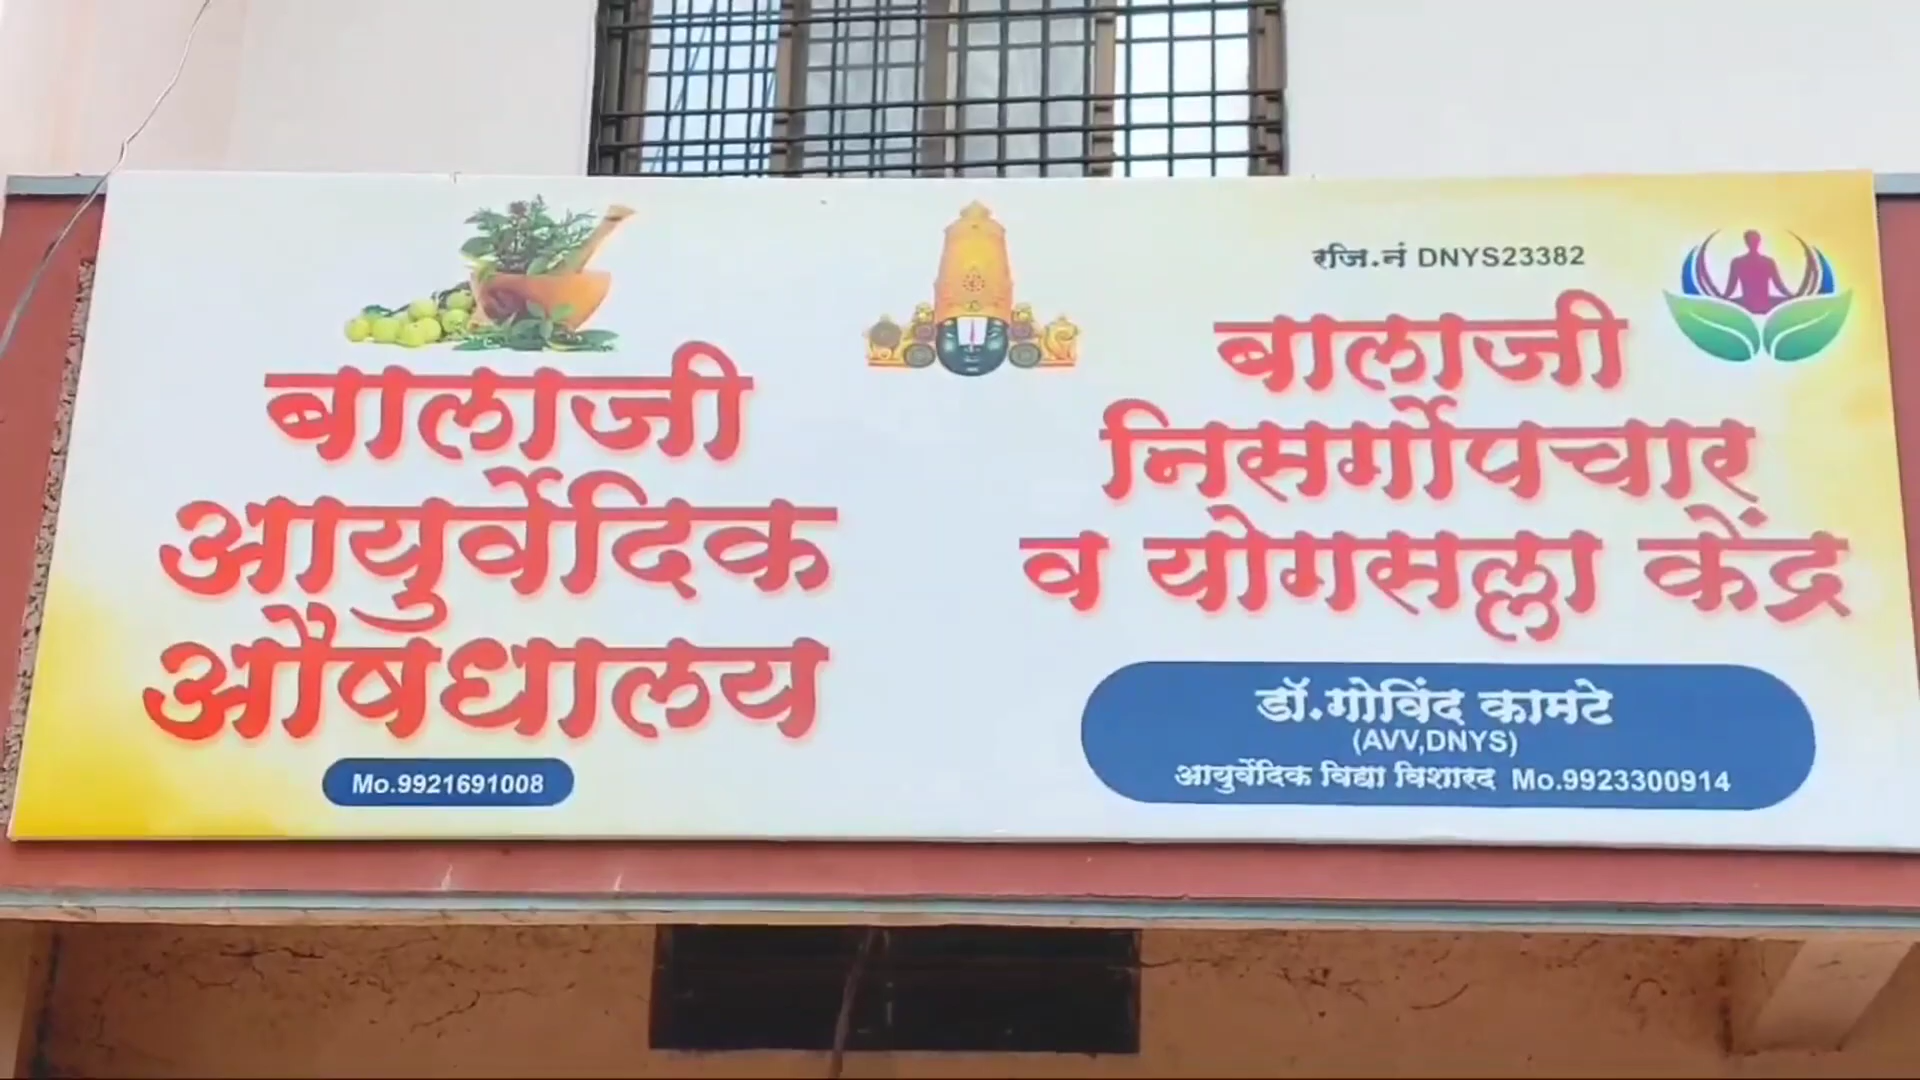 बालाजी
आयुर्वेदिक
औषधालय
Mo.9921691008
रजि.नं DNYS23382
बालाजी
निसर्गोपचार
व योगसल्ला केंद्र
डॉ.गोविंद कामटे
(AVV,DNYS)
आयुर्वेदिक विद्या विशारद Mo.9923300914